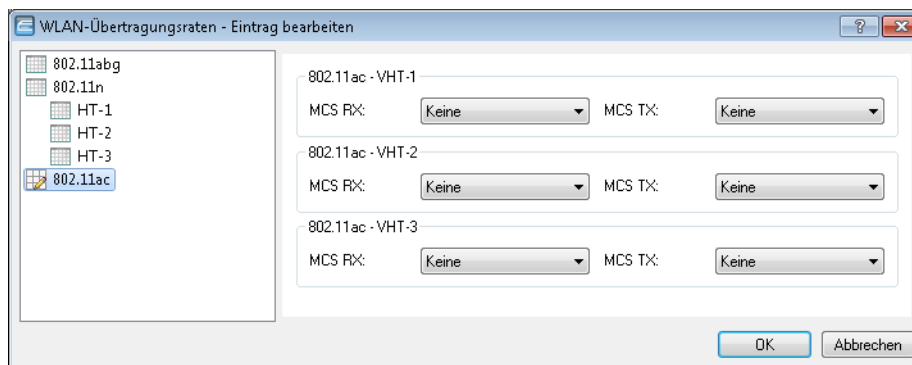 WLAN-Übertragungsraten - Eintrag bearbeiten
802.11abg
802.11n
HT-1
HT-2
HT-3
802.11ac
802.11ac - VHT-1
MCS RX: Keine MCS TX: Keine
802.11ac - VHT-2
MCS RX: Keine MCS TX: Keine
802.11ac - VHT-3
MCS RX: Keine MCS TX: Keine
OK Abbrechen